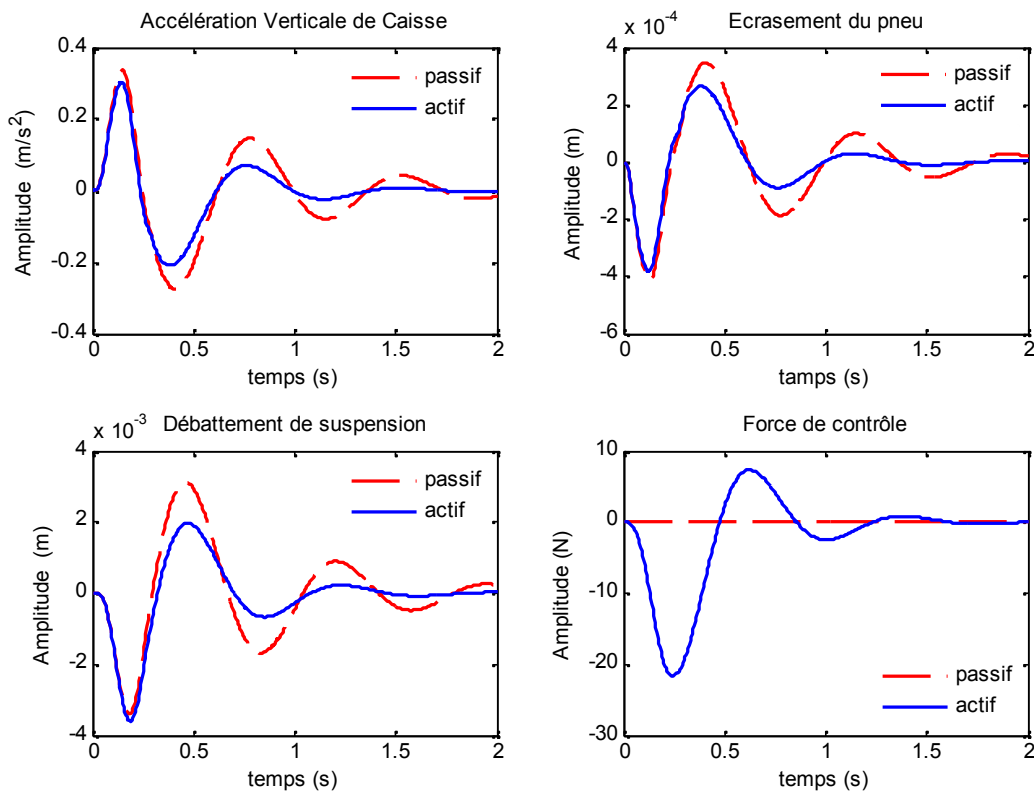 Accélération Verticale de Caisse
0.4
0.2
0
-0.2
-0.4
Amplitude (m/s²)
passif
actif
0 0.5 1 1.5 2
temps (s)
Ecrasement du pneu
x 10⁻⁴
4
2
0
-2
-4
-6
Amplitude (m)
passif
actif
0 0.5 1 1.5 2
tamps (s)
Débattement de suspension
x 10⁻³
4
2
0
-2
-4
Amplitude (m)
passif
actif
0 0.5 1 1.5 2
temps (s)
Force de contrôle
10
0
-10
-20
-30
Amplitude (N)
passif
actif
0 0.5 1 1.5 2
temps (s)